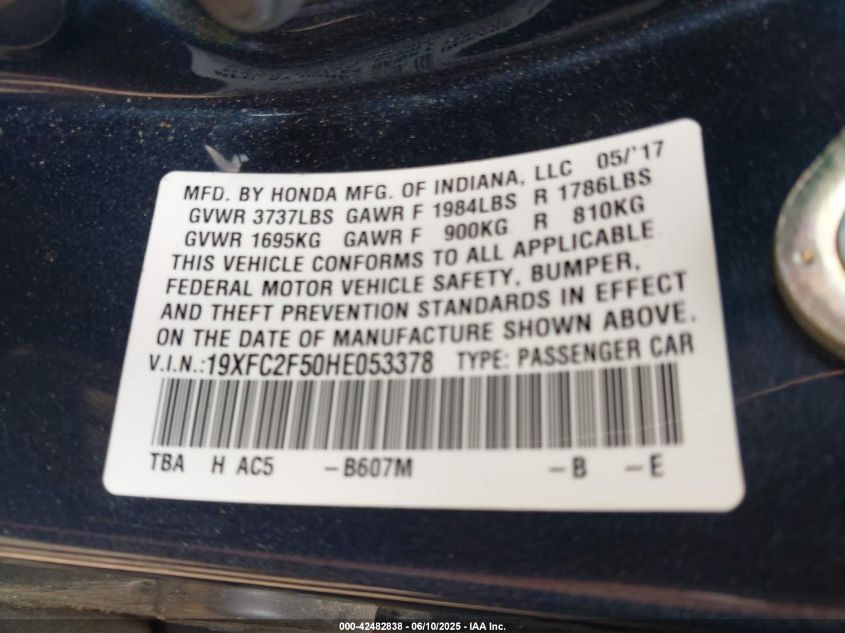 MFD. BY HONDA MFG. OF INDIANA, LLC 05/'17
GVWR 3737LBS GAWR F 1984LBS R 1786LBS
GVWR 1695KG GAWR F 900KG R 810KG
THIS VEHICLE CONFORMS TO ALL APPLICABLE
FEDERAL MOTOR VEHICLE SAFETY, BUMPER,
AND THEFT PREVENTION STANDARDS IN EFFECT
ON THE DATE OF MANUFACTURE SHOWN ABOVE.
V.I.N.:19XFC2F50HE053378 TYPE: PASSENGER CAR
TBA H AC5 -B607M -B -E
000-42482838 - 06/10/2025 - IAA Inc.